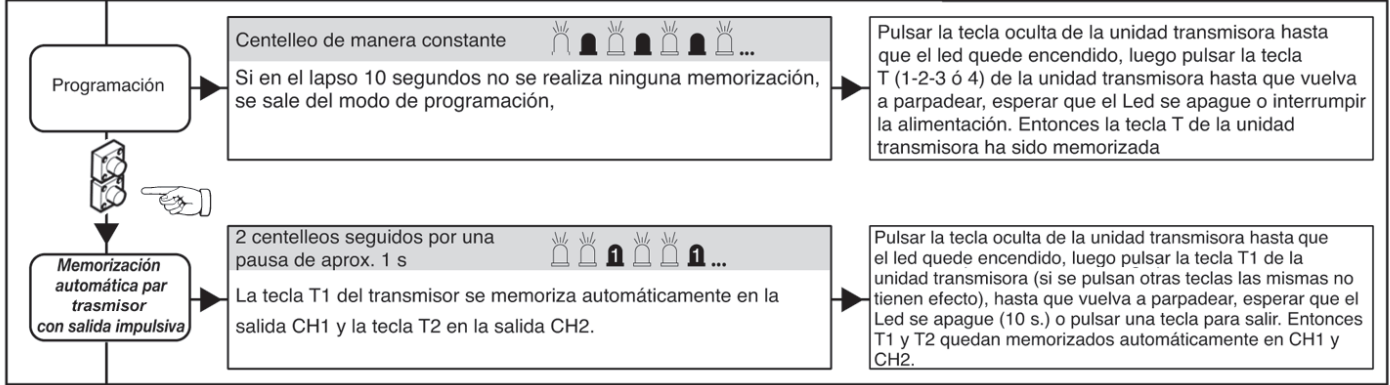 Programación
Centelleo de manera constante
...
Si en el lapso 10 segundos no se realiza ninguna memorización,
se sale del modo de programación,
Pulsar la tecla oculta de la unidad transmisora hasta
que el led quede encendido, luego pulsar la tecla
T (1-2-3 ó 4) de la unidad transmisora hasta que vuelva
a parpadear, esperar que el Led se apague o interrumpir
la alimentación. Entonces la tecla T de la unidad
transmisora ha sido memorizada
Memorización
automática par
trasmisor
con salida impulsiva
2 centelleos seguidos por una
pausa de aprox. 1 s
1 1 ...
La tecla T1 del transmisor se memoriza automáticamente en la
salida CH1 y la tecla T2 en la salida CH2.
Pulsar la tecla oculta de la unidad transmisora hasta que
el led quede encendido, luego pulsar la tecla T1 de la
unidad transmisora (si se pulsan otras teclas las mismas no
tienen efecto), hasta que vuelva a parpadear, esperar que el
Led se apague (10 s.) o pulsar una tecla para salir. Entonces
T1 y T2 quedan memorizados automáticamente en CH1 y
CH2.